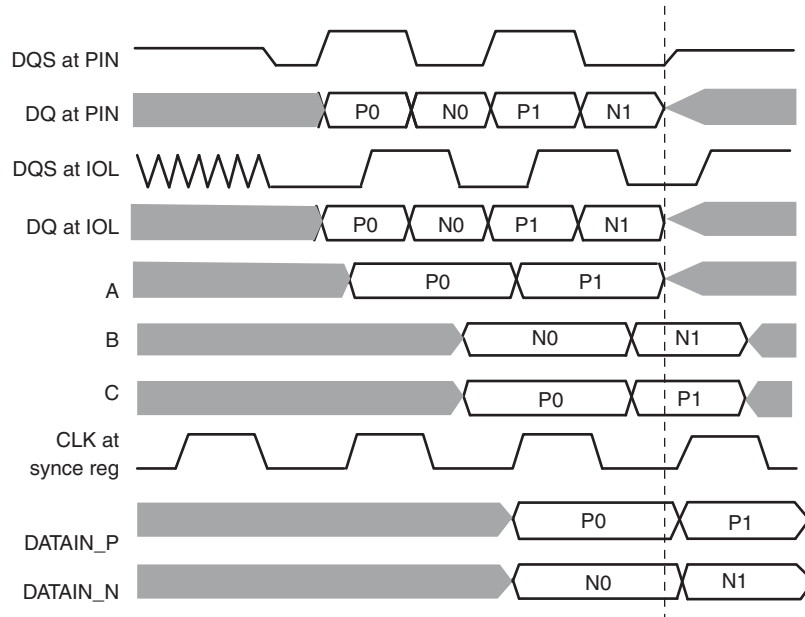 DQS at PIN
DQ at PIN P0 N0 P1 N1
DQS at IOL
DQ at IOL P0 N0 P1 N1
A P0 P1
B N0 N1
C P0 P1
CLK at
synce reg
DATAIN_P P0 P1
DATAIN_N N0 N1